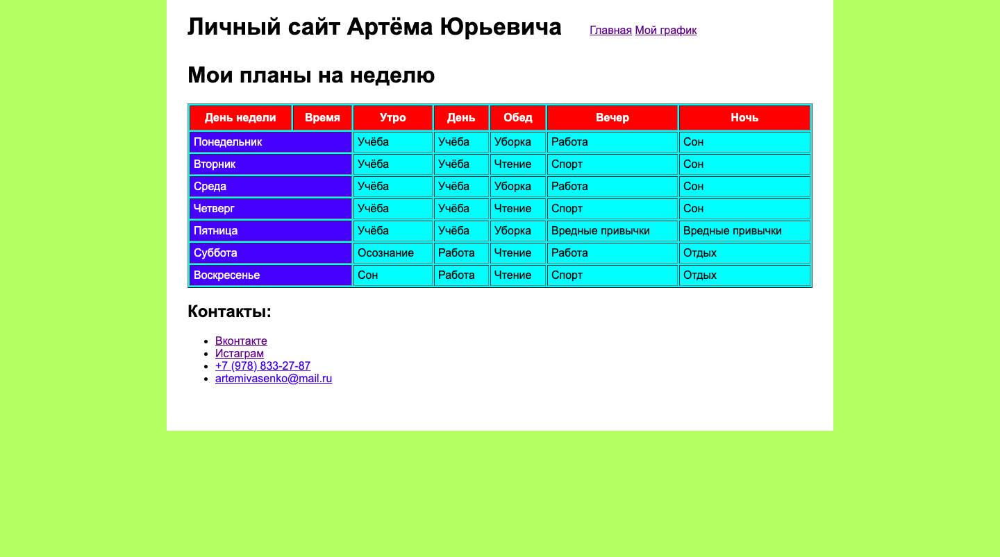 Личный сайт Артёма Юрьевича Главная Мой график
Мои планы на неделю
День недели Время Утро День Обед Вечер Ночь
Понедельник Учёба Учёба Уборка Работа Сон
Вторник Учёба Учёба Чтение Спорт Сон
Среда Учёба Учёба Уборка Работа Сон
Четверг Учёба Учёба Чтение Спорт Сон
Пятница Учёба Учёба Уборка Вредные привычки Вредные привычки
Суббота Осознание Работа Чтение Работа Отдых
Воскресенье Сон Работа Чтение Спорт Отдых
Контакты:
Вконтакте
Истаграм
+7 (978) 833-27-87
artemivasenko@mail.ru